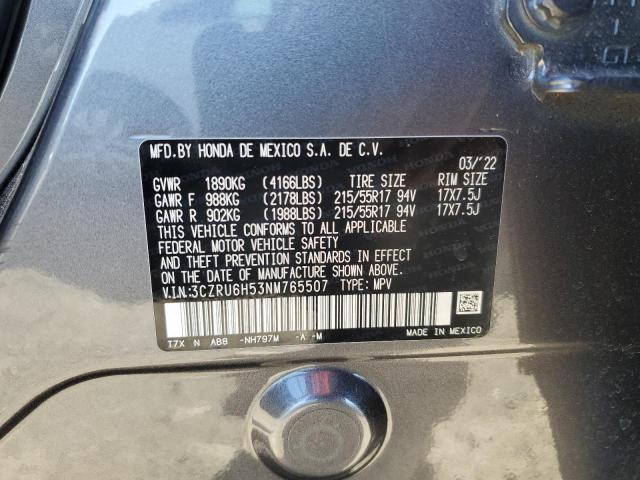 MFD.BY HONDA DE MEXICO S.A. DE C.V.
03/'22
GVWR 1890KG (4166LBS) TIRE SIZE RIM SIZE
GAWR F 988KG (2178LBS) 215/55R17 94V 17X7.5J
GAWR R 902KG (1988LBS) 215/55R17 94V 17X7.5J
THIS VEHICLE CONFORMS TO ALL APPLICABLE
FEDERAL MOTOR VEHICLE SAFETY
AND THEFT PREVENTION STANDARDS IN EFFECT
ON THE DATE OF MANUFACTURE SHOWN ABOVE.
V.I.N:3CZRU6H53NM765507 TYPE: MPV
T7X N ABB -NH797M -A -M MADE IN MEXICO